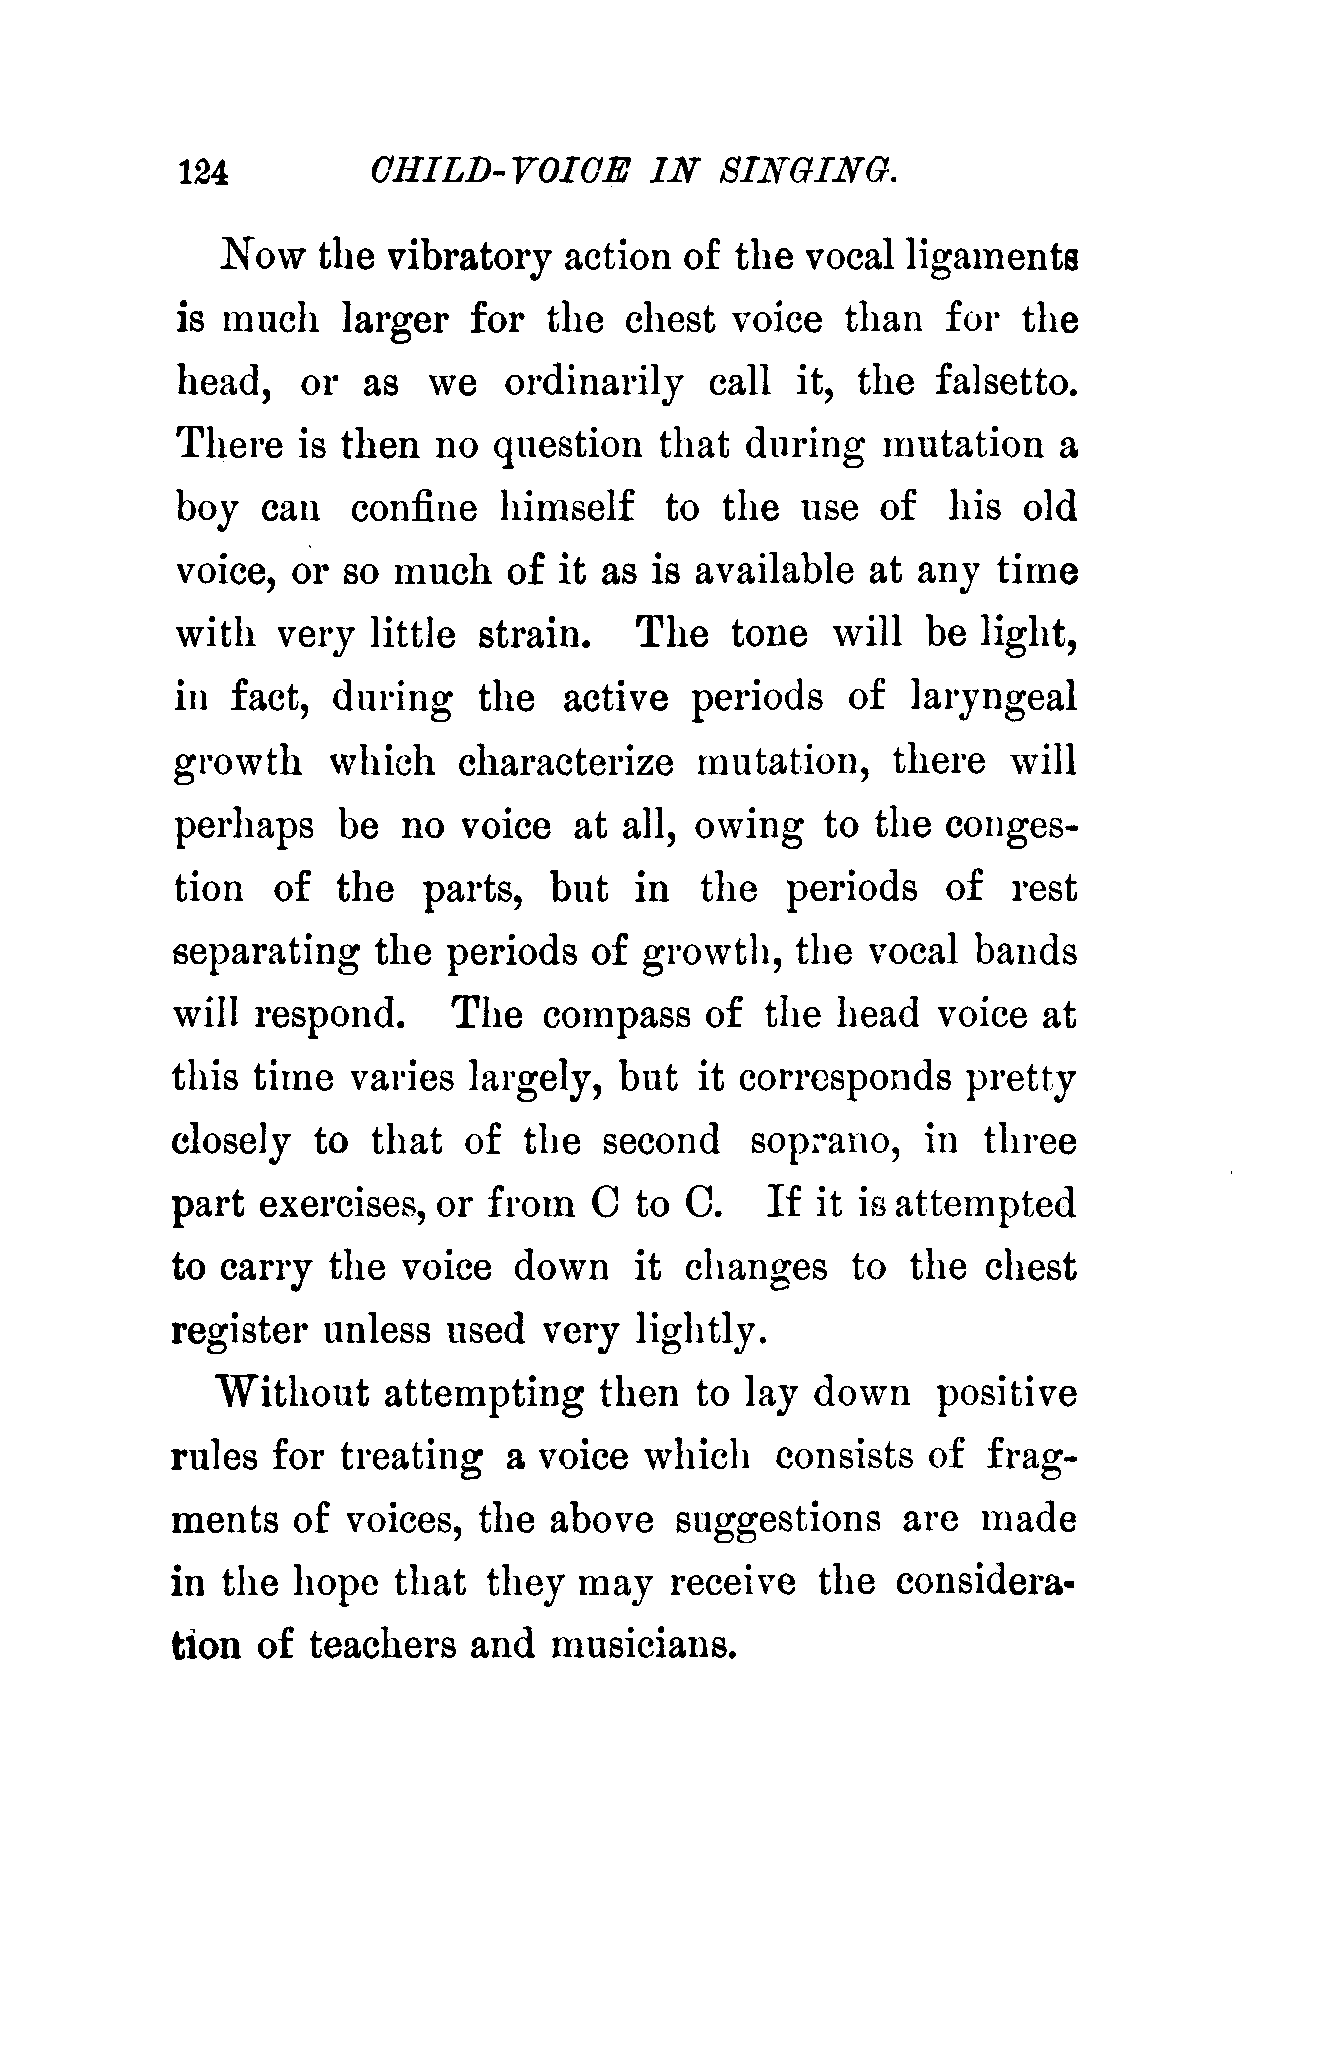 124 CHILD-VOICE IN SINGING.
Now the vibratory action of the vocal ligaments
is much larger for the chest voice than for the
head, or as we ordinarily call it, the falsetto.
There is then no question that during mutation a
boy can confine himself to the use of his old
voice, or so much of it as is available at any time
with very little strain. The tone will be light,
in fact, during the active periods of laryngeal
growth which characterize mutation, there will
perhaps be no voice at all, owing to the conges-
tion of the parts, but in the periods of rest
separating the periods of growth, the vocal bands
will respond. The compass of the head voice at
this time varies largely, but it corresponds pretty
closely to that of the second soprano, in three
part exercises, or from C to C. If it is attempted
to carry the voice down it changes to the chest
register unless used very lightly.
Without attempting then to lay down positive
rules for treating a voice which consists of frag-
ments of voices, the above suggestions are made
in the hope that they may receive the considera-
tion of teachers and musicians.